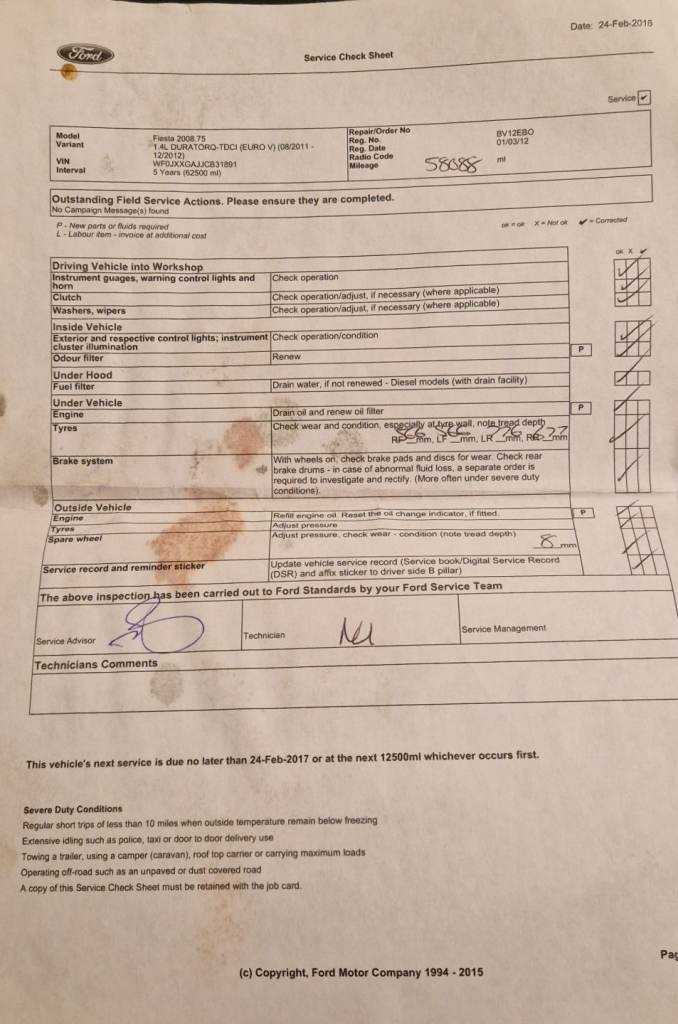 Date: 24-Feb-2016
Ford
Service Check Sheet
Service ✔
Model Fiesta 2008.75
Variant 1.4L DURATORQ-TDCI (EURO V) (08/2011 - 12/2012)
VIN WF0JXXGAJJCB31891
Interval 5 Years (62500 ml)
Repair/Order No
Reg. No. BV12EBO
Reg. Date 01/03/12
Radio Code
Mileage 58088 ml
Outstanding Field Service Actions. Please ensure they are completed.
No Campaign Message(s) found
P - New parts or fluids required
L - Labour item - invoice at additional cost
ok = ok X = Not ok ✔ = Corrected
ok X ✔
Driving Vehicle into Workshop
Instrument guages, warning control lights and horn Check operation
Clutch Check operation/adjust, if necessary (where applicable)
Washers, wipers Check operation/adjust, if necessary (where applicable)
Inside Vehicle
Exterior and respective control lights; instrument cluster illumination Check operation/condition
Odour filter Renew P
Under Hood
Fuel filter Drain water, if not renewed - Diesel models (with drain facility)
Under Vehicle
Engine Drain oil and renew oil filter P
Tyres Check wear and condition, especially at tyre wall, note tread depth
RF mm, LF mm, LR mm, RR mm
Brake system With wheels on, check brake pads and discs for wear. Check rear
brake drums - in case of abnormal fluid loss, a separate order is
required to investigate and rectify. (More often under severe duty
conditions).
Outside Vehicle
Engine Refill engine oil. Reset the oil change indicator, if fitted. P
Tyres Adjust pressure
Spare wheel Adjust pressure, check wear - condition (note tread depth)
8 mm
Service record and reminder sticker Update vehicle service record (Service book/Digital Service Record
(DSR) and affix sticker to driver side B pillar)
The above inspection has been carried out to Ford Standards by your Ford Service Team
Service Advisor Technician Service Management
Technicians Comments
This vehicle's next service is due no later than 24-Feb-2017 or at the next 12500ml whichever occurs first.
Severe Duty Conditions
Regular short trips of less than 10 miles when outside temperature remain below freezing
Extensive idling such as police, taxi or door to door delivery use
Towing a trailer, using a camper (caravan), roof top carrier or carrying maximum loads
Operating off-road such as an unpaved or dust covered road
A copy of this Service Check Sheet must be retained with the job card.
Pag
(c) Copyright, Ford Motor Company 1994 - 2015